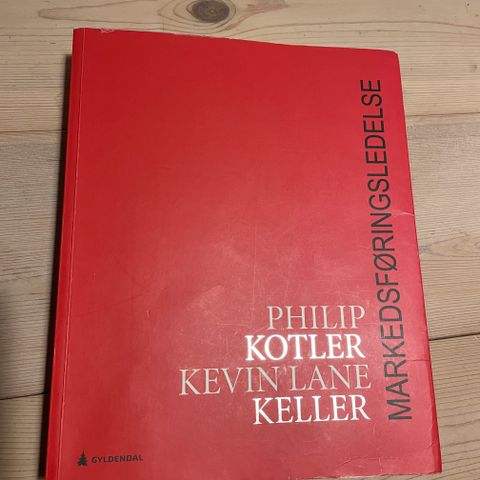 MARKEDSFØRINGSLEDELSE
PHILIP
KOTLER
KEVIN LANE
KELLER
GYLDENDAL